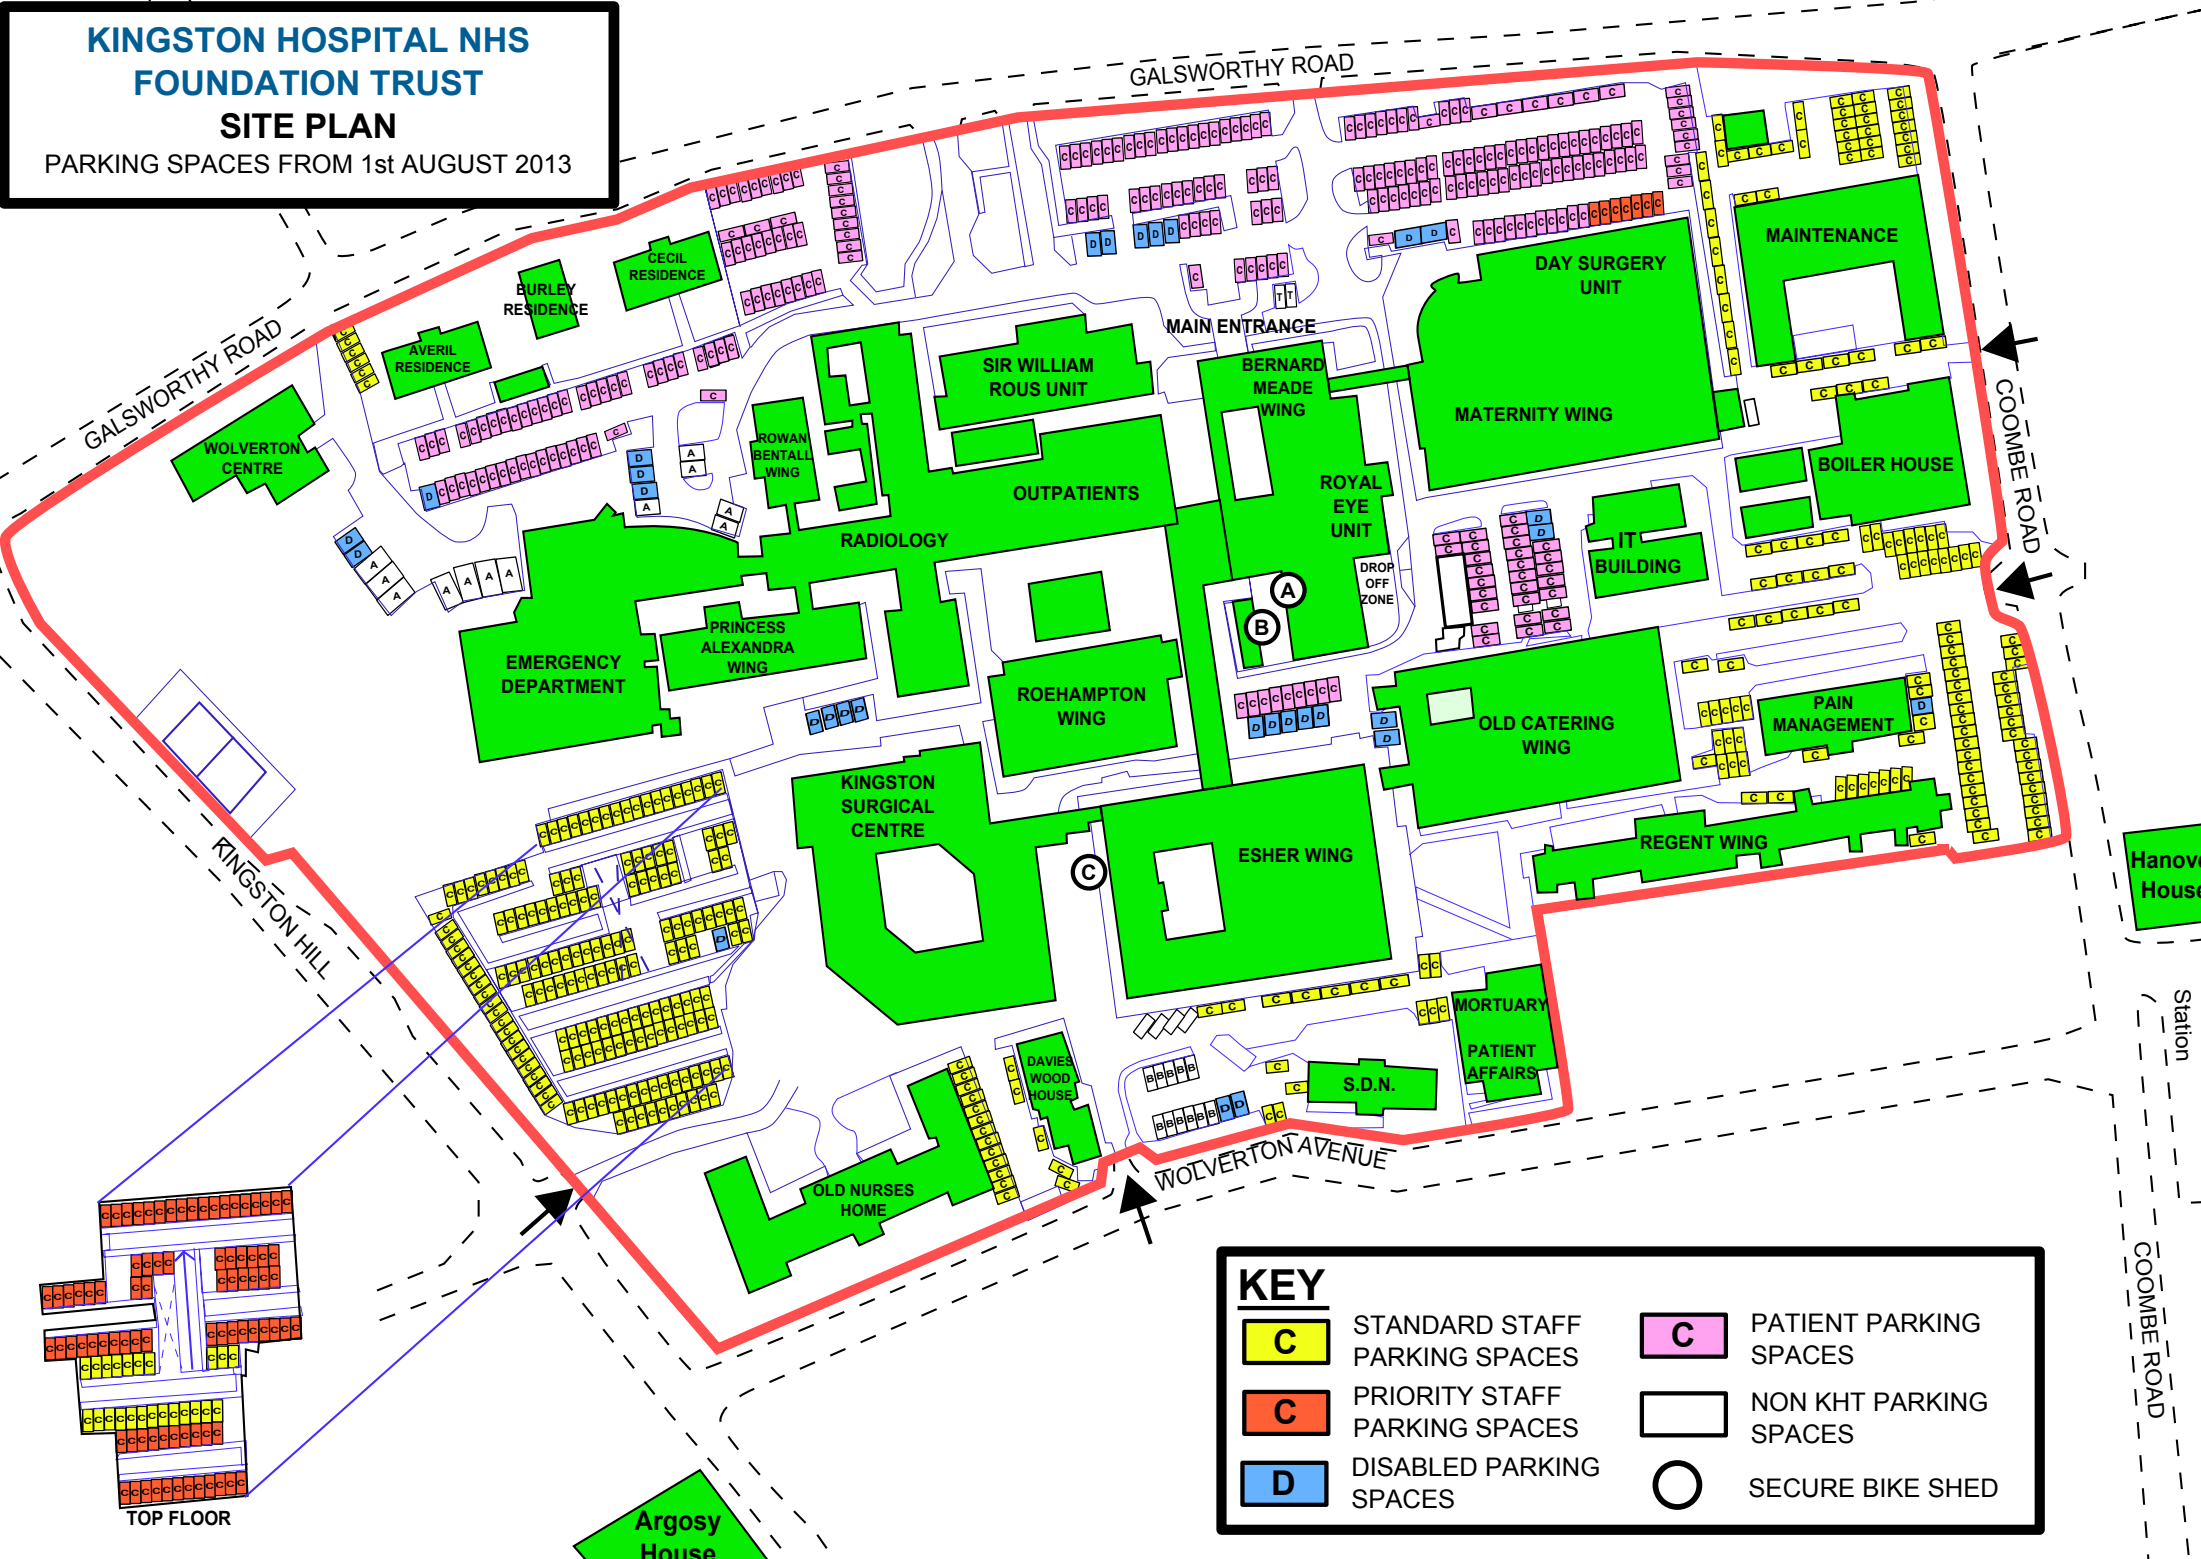 KINGSTON HOSPITAL NHS
FOUNDATION TRUST
SITE PLAN
PARKING SPACES FROM 1st AUGUST 2013
GALSWORTHY ROAD
GALSWORTHY ROAD
CECIL
RESIDENCE
BURLEY
RESIDENCE
AVERIL
RESIDENCE
WOLVERTON
CENTRE
MAIN ENTRANCE
SIR WILLIAM
ROUS UNIT
BERNARD
MEADE
WING
DAY SURGERY
UNIT
MATERNITY WING
MAINTENANCE
COOMBE ROAD
BOILER HOUSE
ROWAN
BENTALL
WING
OUTPATIENTS
RADIOLOGY
ROYAL
EYE
UNIT
DROP
OFF
ZONE
IT
BUILDING
A
B
PRINCESS
ALEXANDRA
WING
EMERGENCY
DEPARTMENT
ROEHAMPTON
WING
OLD CATERING
WING
PAIN
MANAGEMENT
KINGSTON
SURGICAL
CENTRE
ESHER WING
REGENT WING
C
Hanove
House
KINGSTON HILL
MORTUARY
PATIENT
AFFAIRS
DAVIES
WOOD
HOUSE
S.D.N.
Station
WOLVERTON AVENUE
OLD NURSES
HOME
COOMBE ROAD
TOP FLOOR
Argosy
House
KEY
C
STANDARD STAFF
PARKING SPACES
C
PRIORITY STAFF
PARKING SPACES
D
DISABLED PARKING
SPACES
C
PATIENT PARKING
SPACES
NON KHT PARKING
SPACES
SECURE BIKE SHED